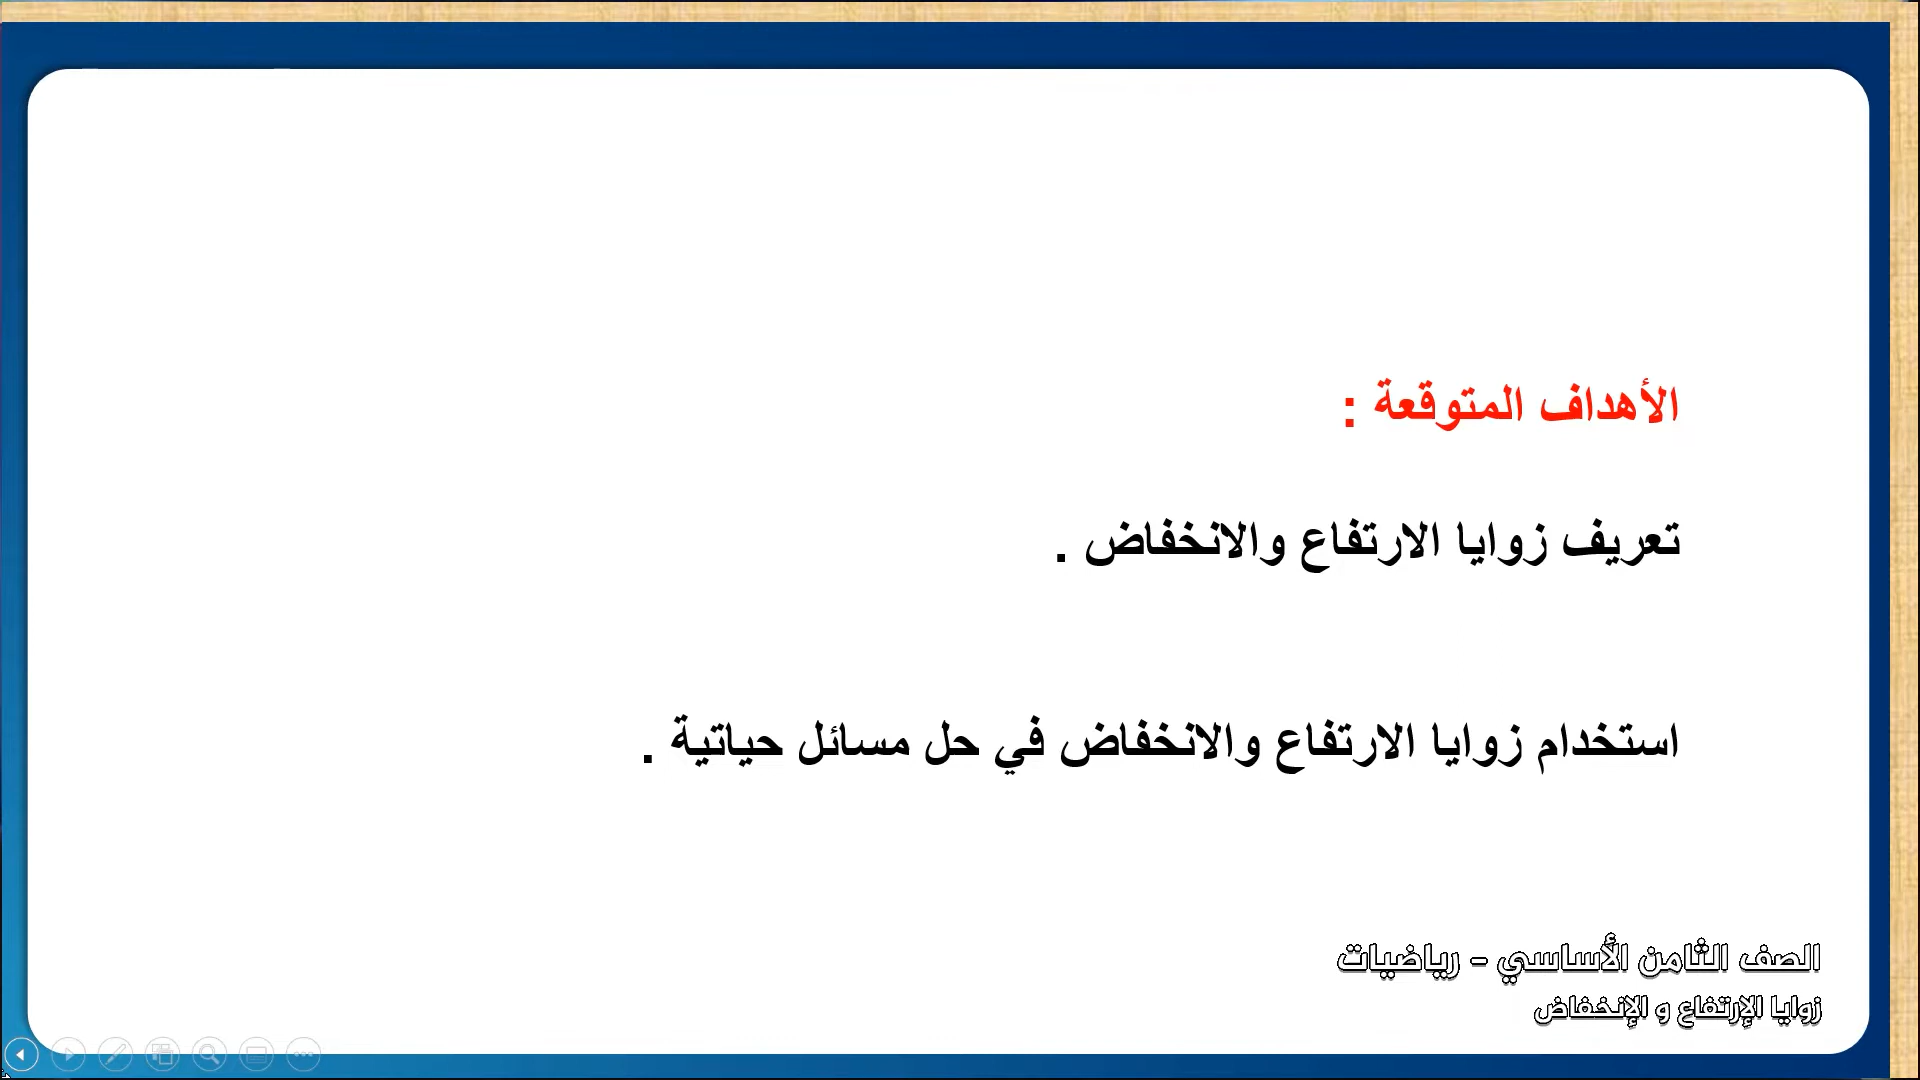 الأهداف المتوقعة :
تعريف زوايا الارتفاع والانخفاض .
استخدام زوايا الارتفاع والانخفاض في حل مسائل حياتية .
الصف الثامن الأساسي - رياضيات
زوايا الإرتفاع و الإنخفاض